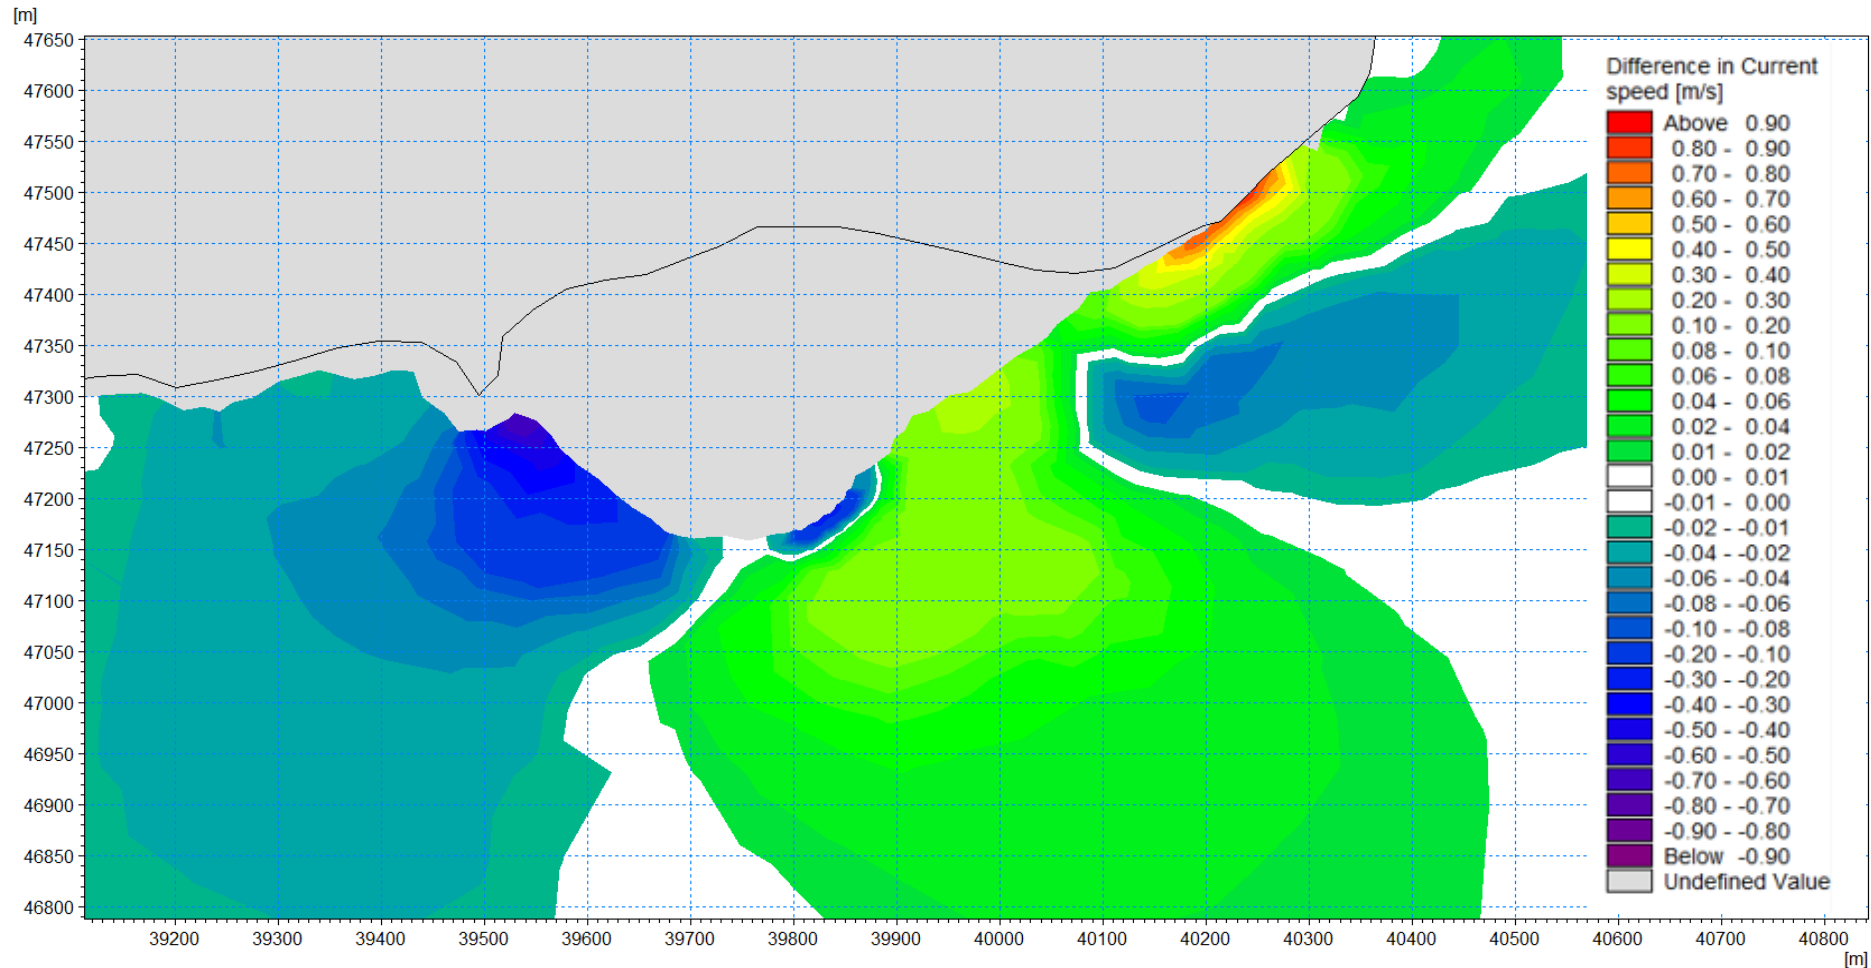 [m]
47650
47600
47550
47500
47450
47400
47350
47300
47250
47200
47150
47100
47050
47000
46950
46900
46850
46800
39200 39300 39400 39500 39600 39700 39800 39900 40000 40100 40200 40300 40400 40500 40600 40700 40800
[m]
Difference in Current
speed [m/s]
Above 0.90
0.80 - 0.90
0.70 - 0.80
0.60 - 0.70
0.50 - 0.60
0.40 - 0.50
0.30 - 0.40
0.20 - 0.30
0.10 - 0.20
0.08 - 0.10
0.06 - 0.08
0.04 - 0.06
0.02 - 0.04
0.01 - 0.02
0.00 - 0.01
-0.01 - 0.00
-0.02 - -0.01
-0.04 - -0.02
-0.06 - -0.04
-0.08 - -0.06
-0.10 - -0.08
-0.20 - -0.10
-0.30 - -0.20
-0.40 - -0.30
-0.50 - -0.40
-0.60 - -0.50
-0.70 - -0.60
-0.80 - -0.70
-0.90 - -0.80
Below -0.90
Undefined Value